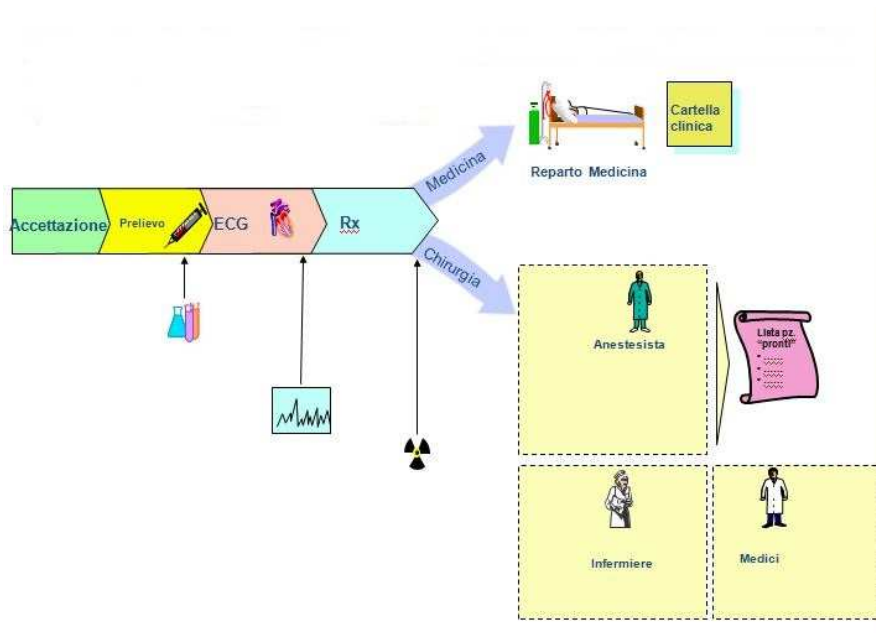 Cartella
clinica
Medicina
Reparto Medicina
Accettazione
Prelievo
ECG
Rx
Chirurgia
Anestesista
Lista pz.
"pronti"
Infermiere
Medici